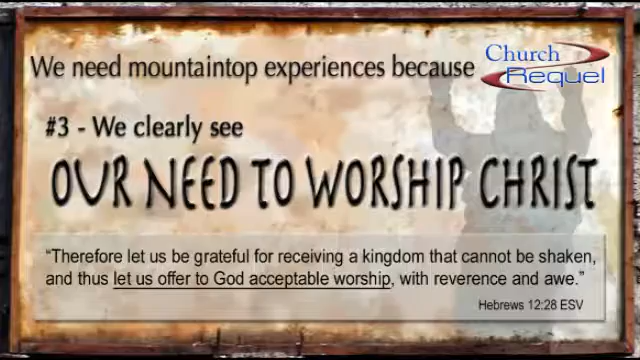 We need mountaintop experiences because
Church
Requel
#3 - We clearly see
OUR NEED TO WORSHIP CHRIST
“Therefore let us be grateful for receiving a kingdom that cannot be shaken,
and thus let us offer to God acceptable worship, with reverence and awe.”
Hebrews 12:28 ESV